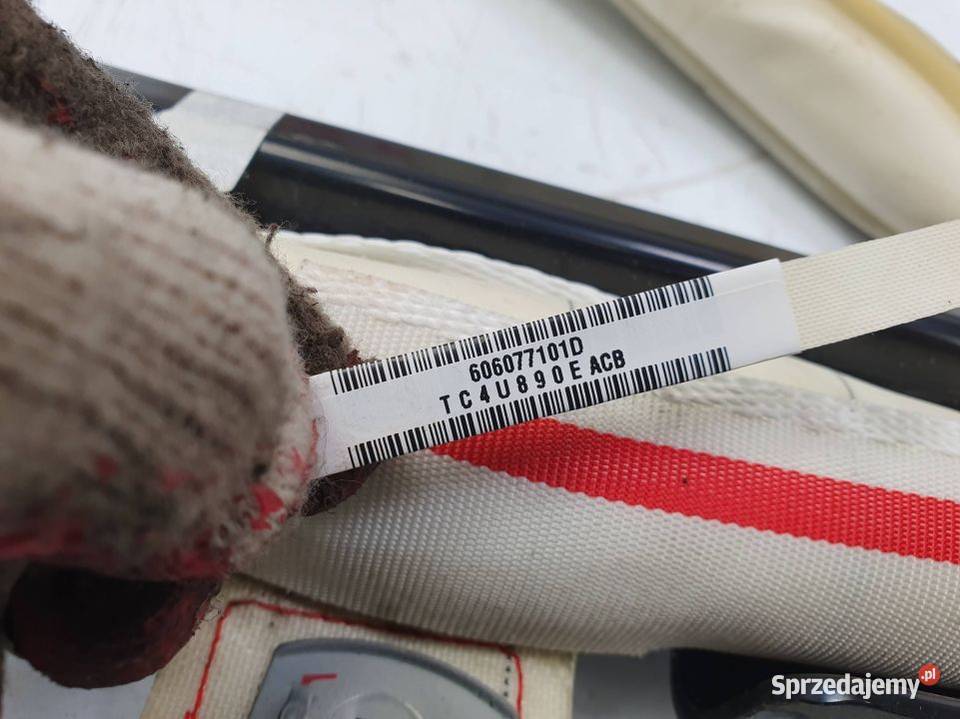 606077101D
TC4U890E ACB
L
Sprzedajemy.pl